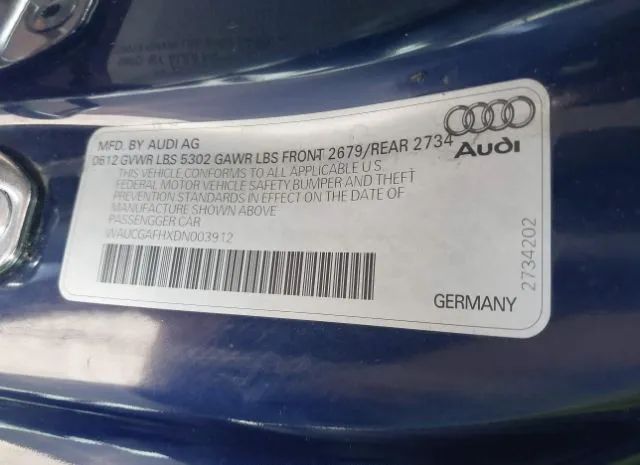 MFD. BY AUDI AG
0612 GVWR LBS 5302 GAWR LBS FRONT 2679/REAR 2734
THIS VEHICLE CONFORMS TO ALL APPLICABLE U S
FEDERAL MOTOR VEHICLE SAFETY BUMPER AND THEFT
PREVENTION STANDARDS IN EFFECT ON THE DATE OF
MANUFACTURE SHOWN ABOVE
PASSENGGER CAR
WAUCGAFHXDN003912
Audi
GERMANY
2734202